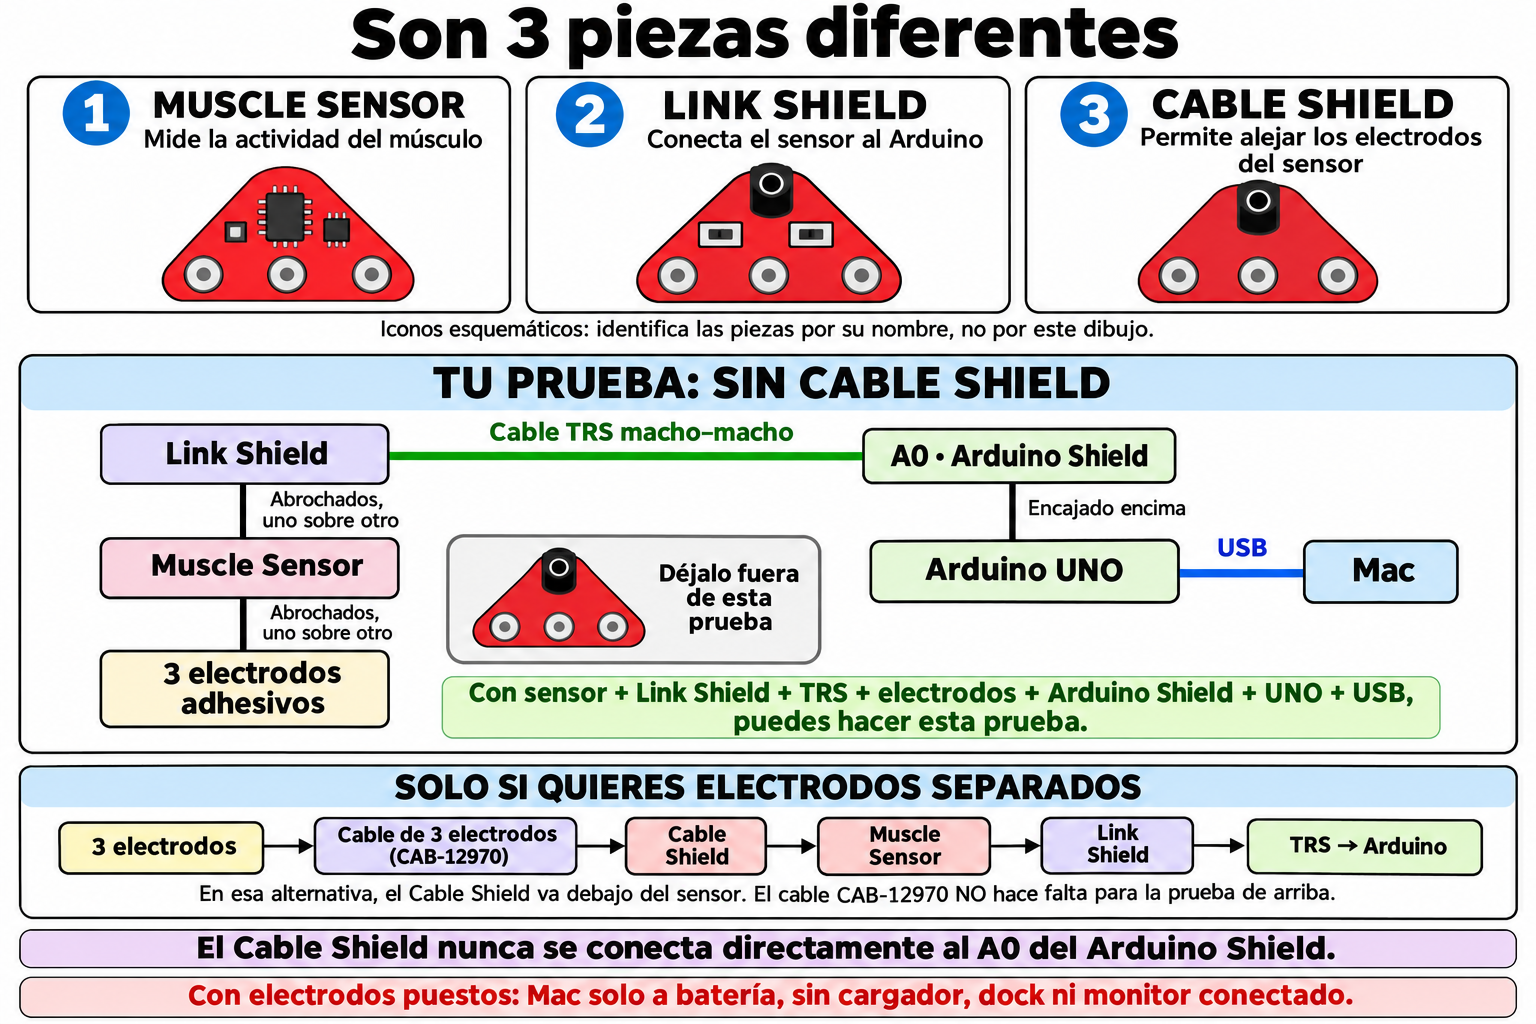 Son 3 piezas diferentes
1
MUSCLE SENSOR
Mide la actividad del músculo
2
LINK SHIELD
Conecta el sensor al Arduino
3
CABLE SHIELD
Permite alejar los electrodos
del sensor
Iconos esquemáticos: identifica las piezas por su nombre, no por este dibujo.
TU PRUEBA: SIN CABLE SHIELD
Link Shield
Cable TRS macho–macho
A0 • Arduino Shield
Abrochados,
uno sobre otro
Encajado encima
Muscle Sensor
Arduino UNO
USB
Mac
Abrochados,
uno sobre otro
Déjalo fuera
de esta
prueba
3 electrodos
adhesivos
Con sensor + Link Shield + TRS + electrodos + Arduino Shield + UNO + USB,
puedes hacer esta prueba.
SOLO SI QUIERES ELECTRODOS SEPARADOS
3 electrodos
Cable de 3 electrodos
(CAB-12970)
Cable
Shield
Muscle
Sensor
Link
Shield
TRS → Arduino
En esa alternativa, el Cable Shield va debajo del sensor. El cable CAB-12970 NO hace falta para la prueba de arriba.
El Cable Shield nunca se conecta directamente al A0 del Arduino Shield.
Con electrodos puestos: Mac solo a batería, sin cargador, dock ni monitor conectado.